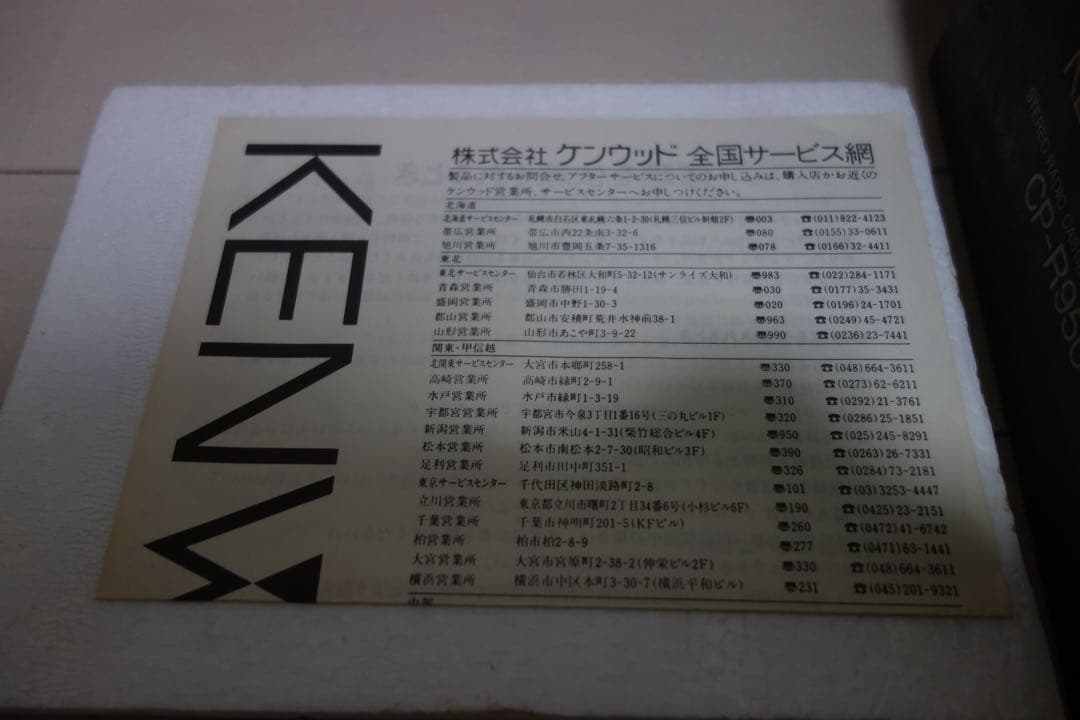 KENW
株式会社 ケンウッド 全国サービス網
製品に対するお問合せ、アフターサービスについてのお申し込みは、購入店かお近くの
ケンウッド営業所、サービスセンターへお申しつけください。
北海道
北海道サービスセンター 札幌市白石区東札幌六条1-2-30(札幌三信ビル新館2F) 〠003 ☎(011)822-4123
帯広営業所 帯広市西22条南3-32-6 〠080 ☎(0155)33-0611
旭川営業所 旭川市豊岡五条7-35-1316 〠078 ☎(0166)32-4411
東北
東北サービスセンター 仙台市若林区大和町5-32-12(サンライズ大和) 〠983 ☎(022)284-1171
青森営業所 青森市勝田1-19-4 〠030 ☎(0177)35-3431
盛岡営業所 盛岡市中野1-30-3 〠020 ☎(0196)24-1701
郡山営業所 郡山市安積町荒井水神前38-1 〠963 ☎(0249)45-4721
山形営業所 山形市あこや町3-9-22 〠990 ☎(0236)23-7441
関東・甲信越
北関東サービスセンター 大宮市本郷町258-1 〠330 ☎(048)664-3611
高崎営業所 高崎市緑町2-9-1 〠370 ☎(0273)62-6211
水戸営業所 水戸市緑町1-3-19 〠310 ☎(0292)21-3761
宇都宮営業所 宇都宮市今泉3丁目1番16号(三の丸ビル1F) 〠320 ☎(0286)25-1851
新潟営業所 新潟市米山4-1-31(柴竹総合ビル4F) 〠950 ☎(025)245-8291
松本営業所 松本市南松本2-7-30(昭和ビル3F) 〠390 ☎(0263)26-7331
足利営業所 足利市田中町351-1 〠326 ☎(0284)73-2181
東京サービスセンター 千代田区神田淡路町2-8 〠101 ☎(03)3253-4447
立川営業所 東京都立川市曙町2丁目34番6号(小杉ビル6F) 〠190 ☎(0425)23-2151
千葉営業所 千葉市神明町201-5(KFビル) 〠260 ☎(0472)41-6742
柏営業所 柏市柏2-8-9 〠277 ☎(0471)63-1441
大宮営業所 大宮市宮原町2-38-2(伸栄ビル2F) 〠330 ☎(048)664-3611
横浜営業所 横浜市中区本町3-30-7(横浜平和ビル) 〠231 ☎(045)201-9321
STEREO RADIO
CP-R950